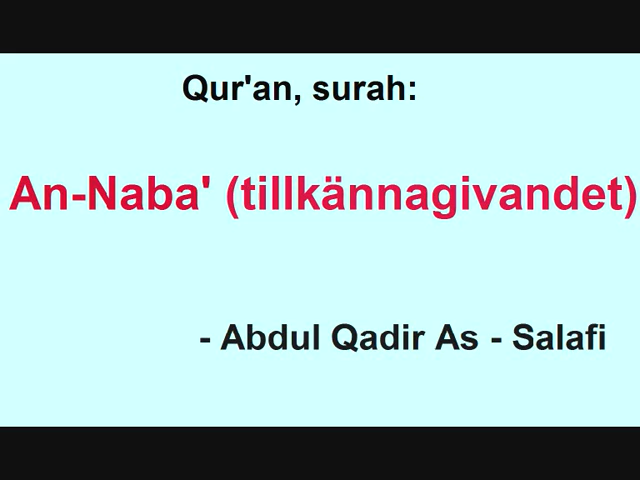 Qur'an, surah:
An-Naba' (tillkännagivandet)
- Abdul Qadir As - Salafi